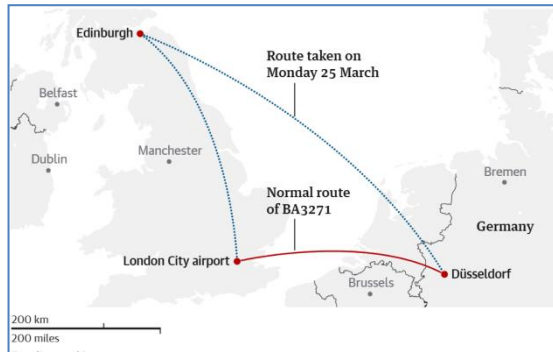 Edinburgh
Route taken on
Monday 25 March
Belfast
Manchester
Dublin
Bremen
Normal route
of BA3271
Germany
London City airport
Düsseldorf
Brussels
200 km
200 miles